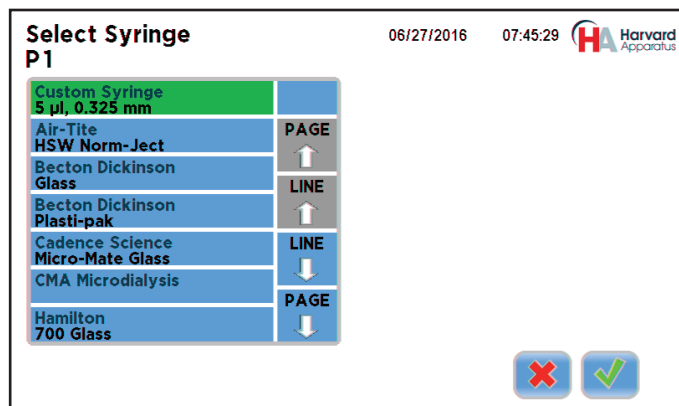 Select Syringe
P1
06/27/2016
07:45:29
HA
Harvard
Apparatus
Custom Syringe
5 µl, 0.325 mm
Air-Tite
HSW Norm-Ject
PAGE
Becton Dickinson
Glass
LINE
Becton Dickinson
Plasti-pak
Cadence Science
Micro-Mate Glass
LINE
CMA Microdialysis
PAGE
Hamilton
700 Glass